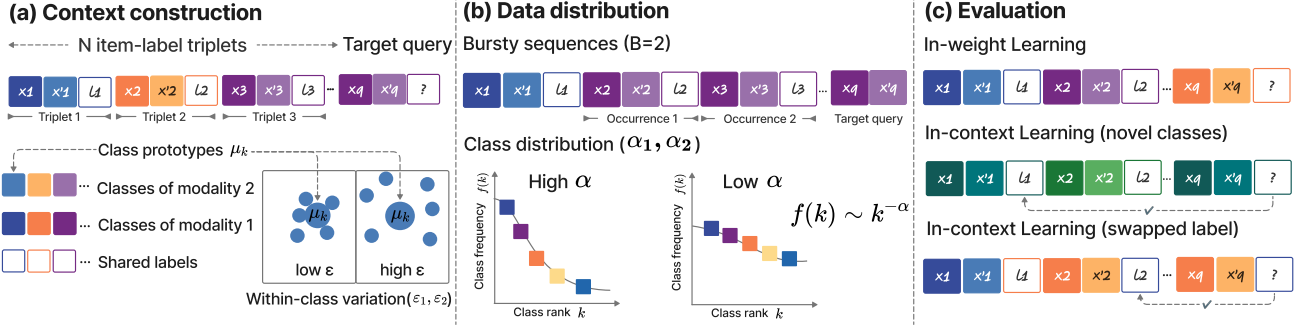 (a) Context construction
N item-label triplets
Target query
x1 x'1 l1 x2 x'2 l2 x3 x'3 l3 ... xq x'q ?
Triplet 1
Triplet 2
Triplet 3
Class prototypes μk
... Classes of modality 2
... Classes of modality 1
... Shared labels
μk
μk
low ε
high ε
Within-class variation(ε1, ε2)
(b) Data distribution
Bursty sequences (B=2)
x1 x'1 l1 x2 x'2 l2 x3 x'3 l3 ... xq x'q
Occurrence 1
Occurrence 2
Target query
Class distribution (α1, α2)
High α
Class frequency f(k)
Class rank k
Low α
f(k) ~ k^{-α}
Class frequency f(k)
Class rank k
(c) Evaluation
In-weight Learning
x1 x'1 l1 x2 x'2 l2 ... xq x'q ?
In-context Learning (novel classes)
x1 x'1 l1 x2 x'2 l2 ... xq x'q ?
In-context Learning (swapped label)
x1 x'1 l1 x2 x'2 l2 ... xq x'q ?